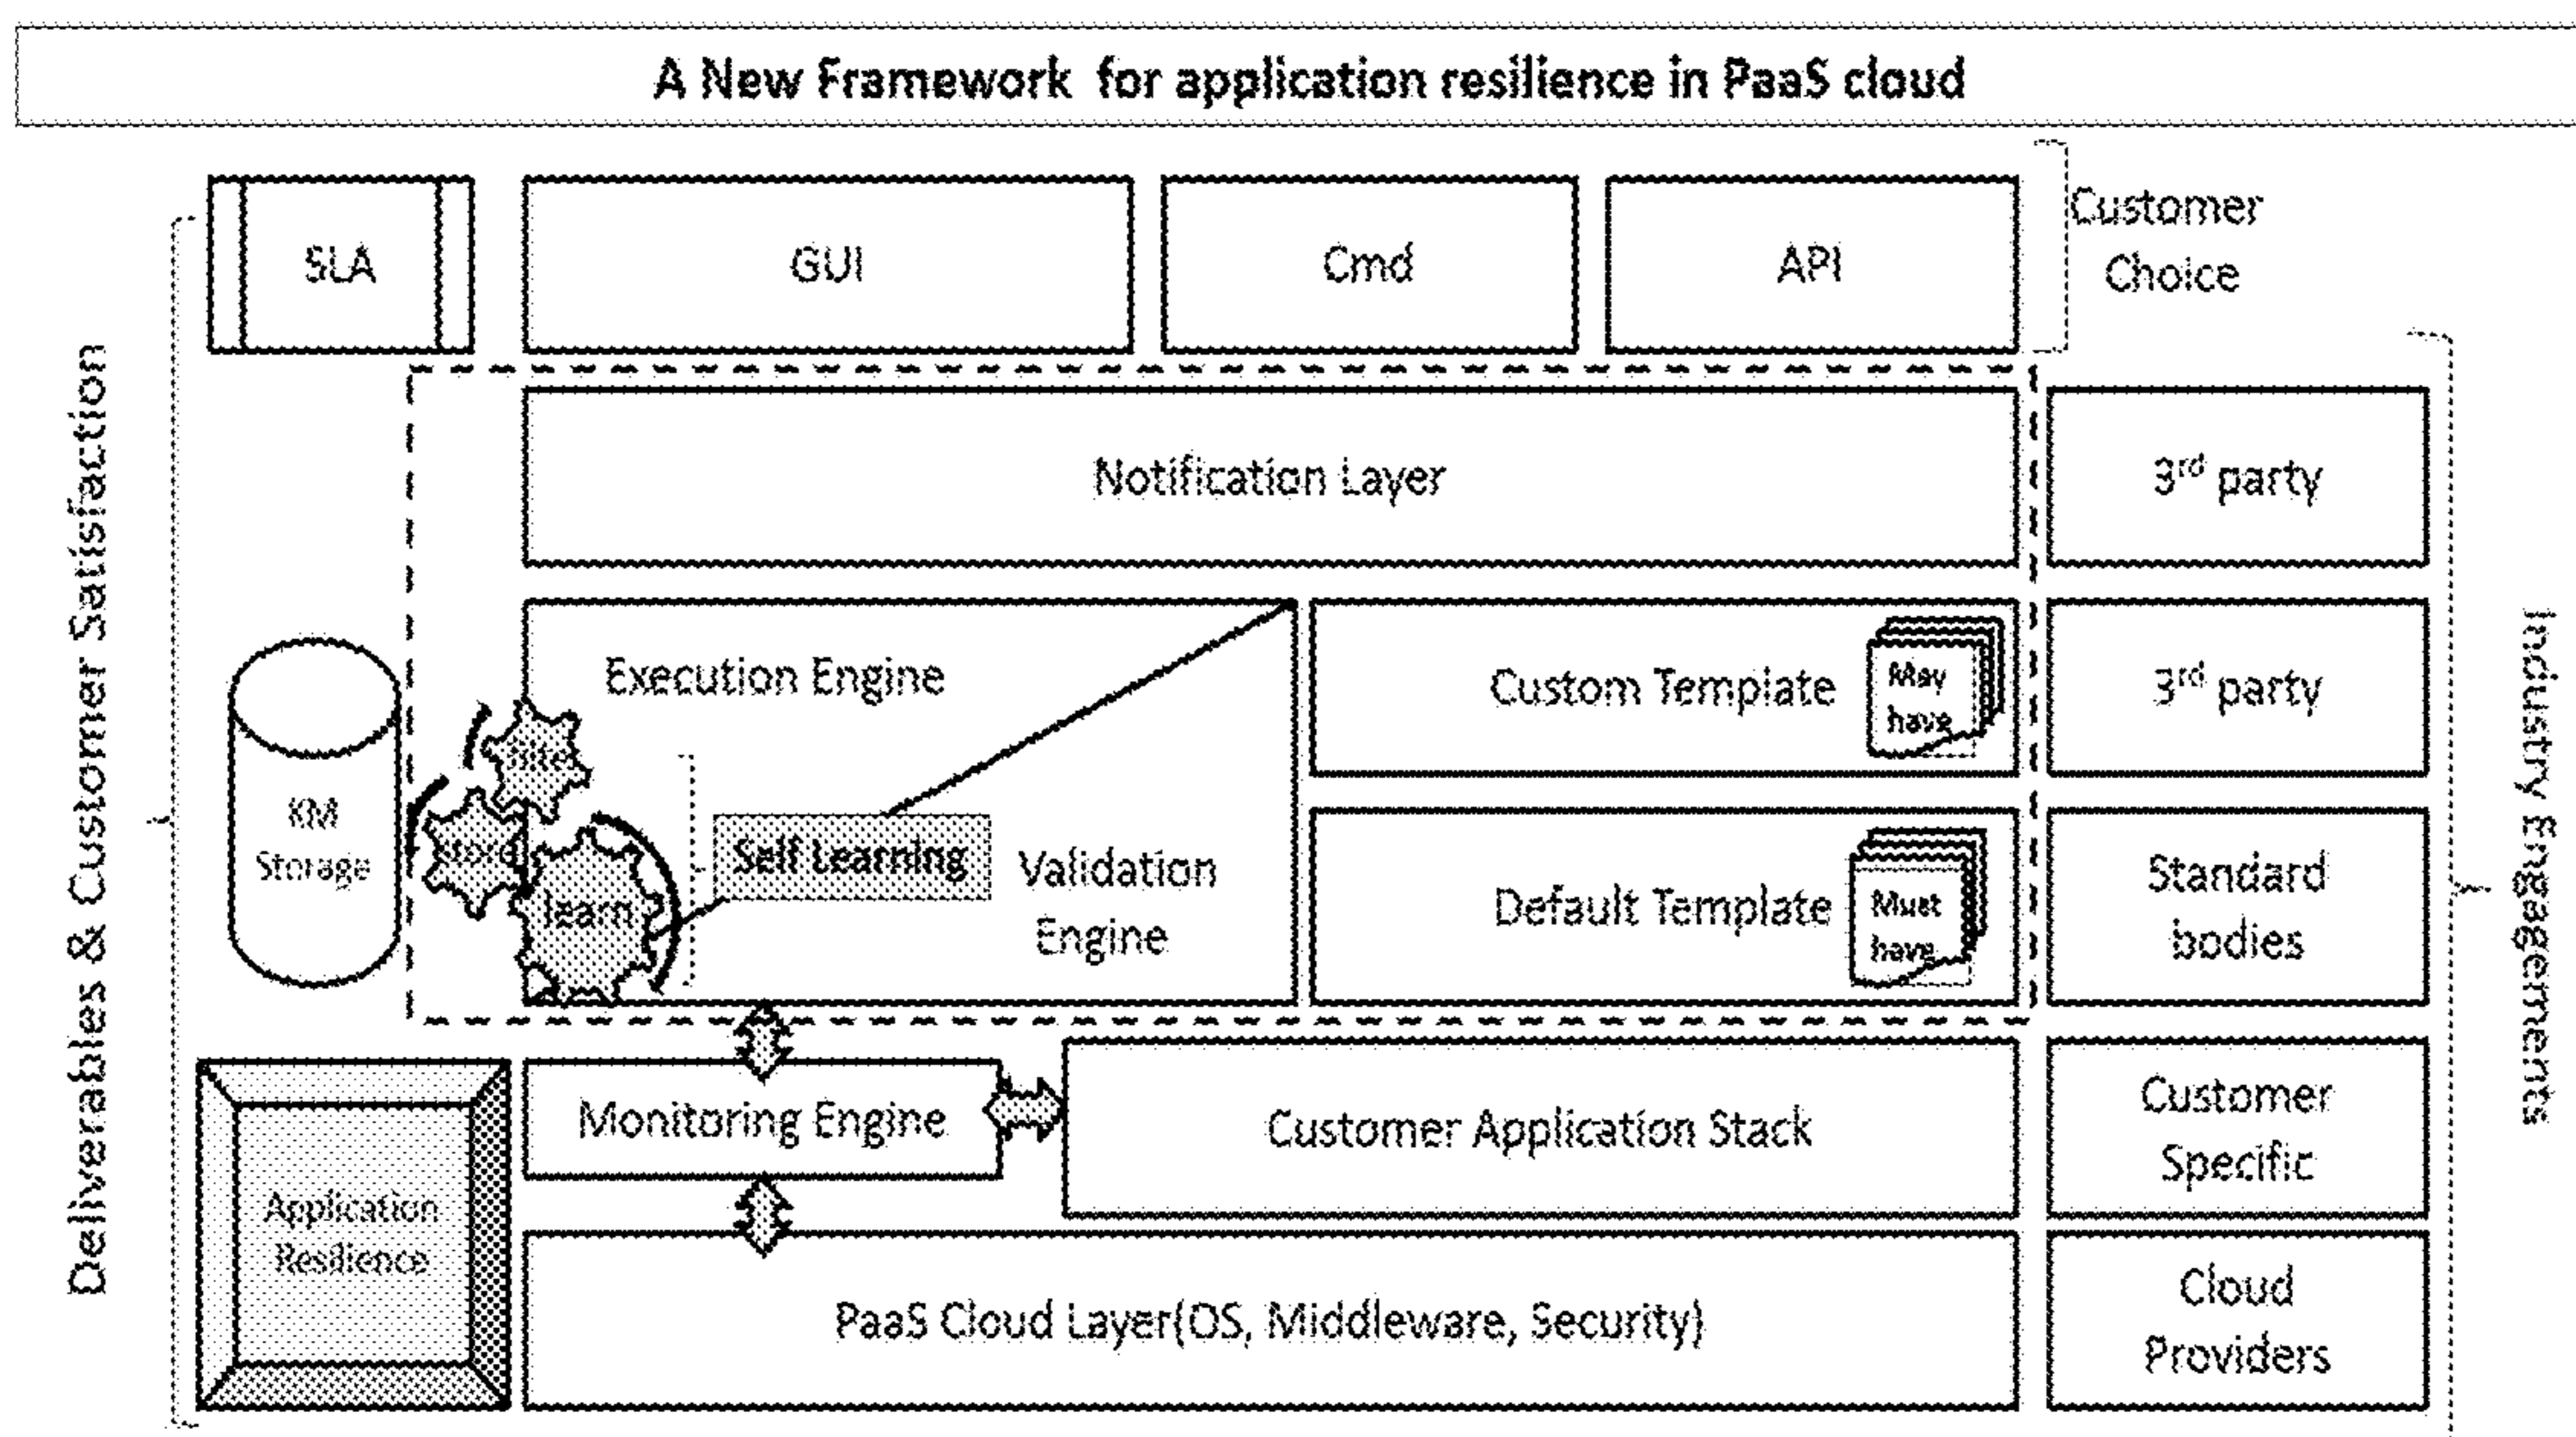 A New Framework for application resilience in PaaS cloud
SLA
GUI
Cmd
API
Customer
Choice
Deliverables & Customer Satisfaction
Notification Layer
3rd party
Execution Engine
Custom Template
May
have
3rd party
KM
Storage
store
learn
Self Learning
Validation
Engine
Default Template
Must
have
Standard
bodies
Industry Engagements
Monitoring Engine
Customer Application Stack
Customer
Specific
Application
Resilience
PaaS Cloud Layer(OS, Middleware, Security)
Cloud
Providers